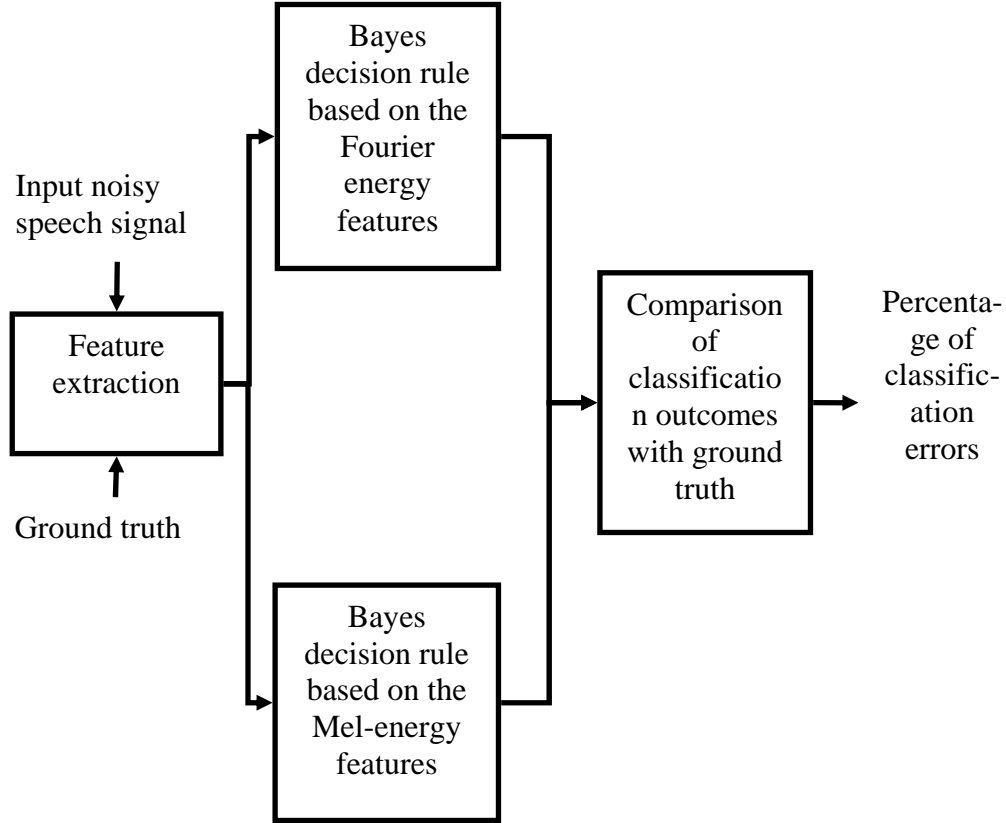 Input noisy
speech signal
Feature
extraction
Ground truth
Bayes
decision rule
based on the
Fourier
energy
features
Bayes
decision rule
based on the
Mel-energy
features
Comparison
of
classificatio
n outcomes
with ground
truth
Percenta-
ge of
classific-
ation
errors